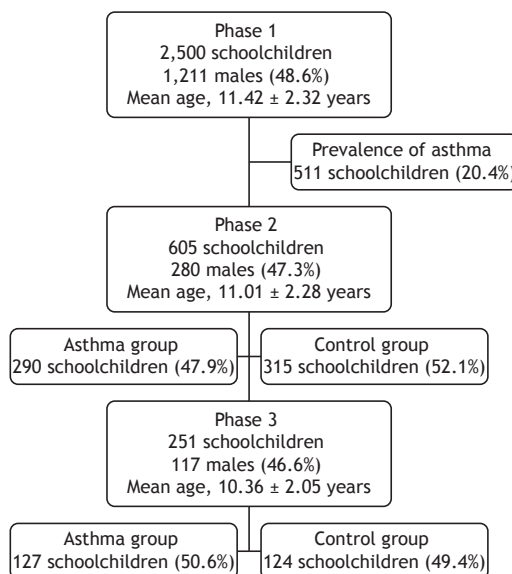 Phase 1
2,500 schoolchildren
1,211 males (48.6%)
Mean age, 11.42 ± 2.32 years
Prevalence of asthma
511 schoolchildren (20.4%)
Phase 2
605 schoolchildren
280 males (47.3%)
Mean age, 11.01 ± 2.28 years
Asthma group
290 schoolchildren (47.9%)
Control group
315 schoolchildren (52.1%)
Phase 3
251 schoolchildren
117 males (46.6%)
Mean age, 10.36 ± 2.05 years
Asthma group
127 schoolchildren (50.6%)
Control group
124 schoolchildren (49.4%)